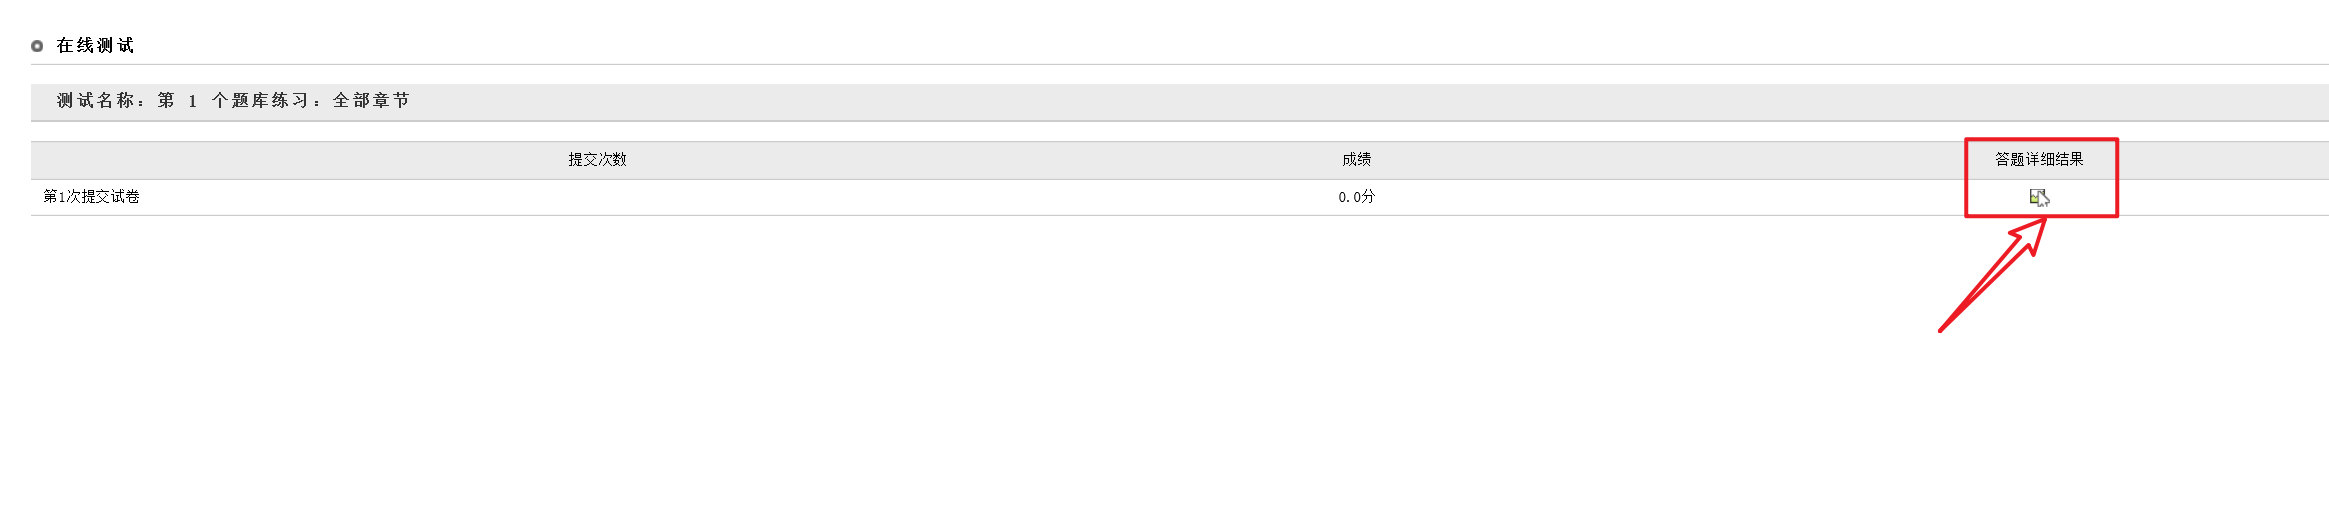 在线测试
测试名称：第 1 个题库练习：全部章节
提交次数 成绩 答题详细结果
第1次提交试卷 0.0分